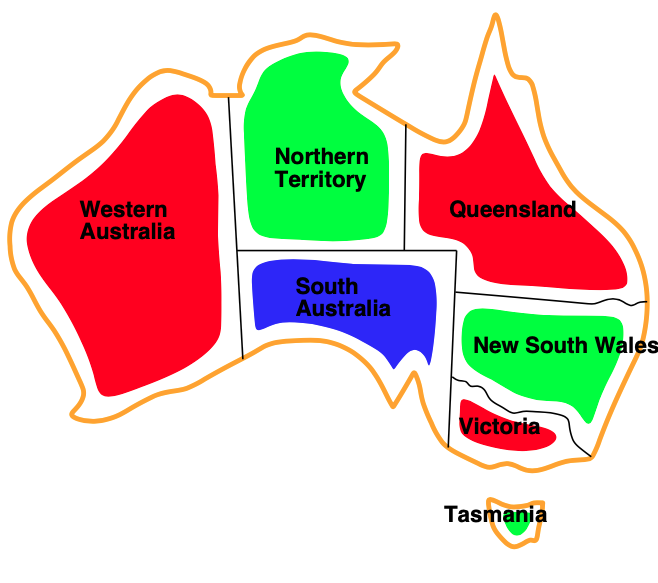 Northern
Territory
Western
Australia
Queensland
South
Australia
New South Wales
Victoria
Tasmania